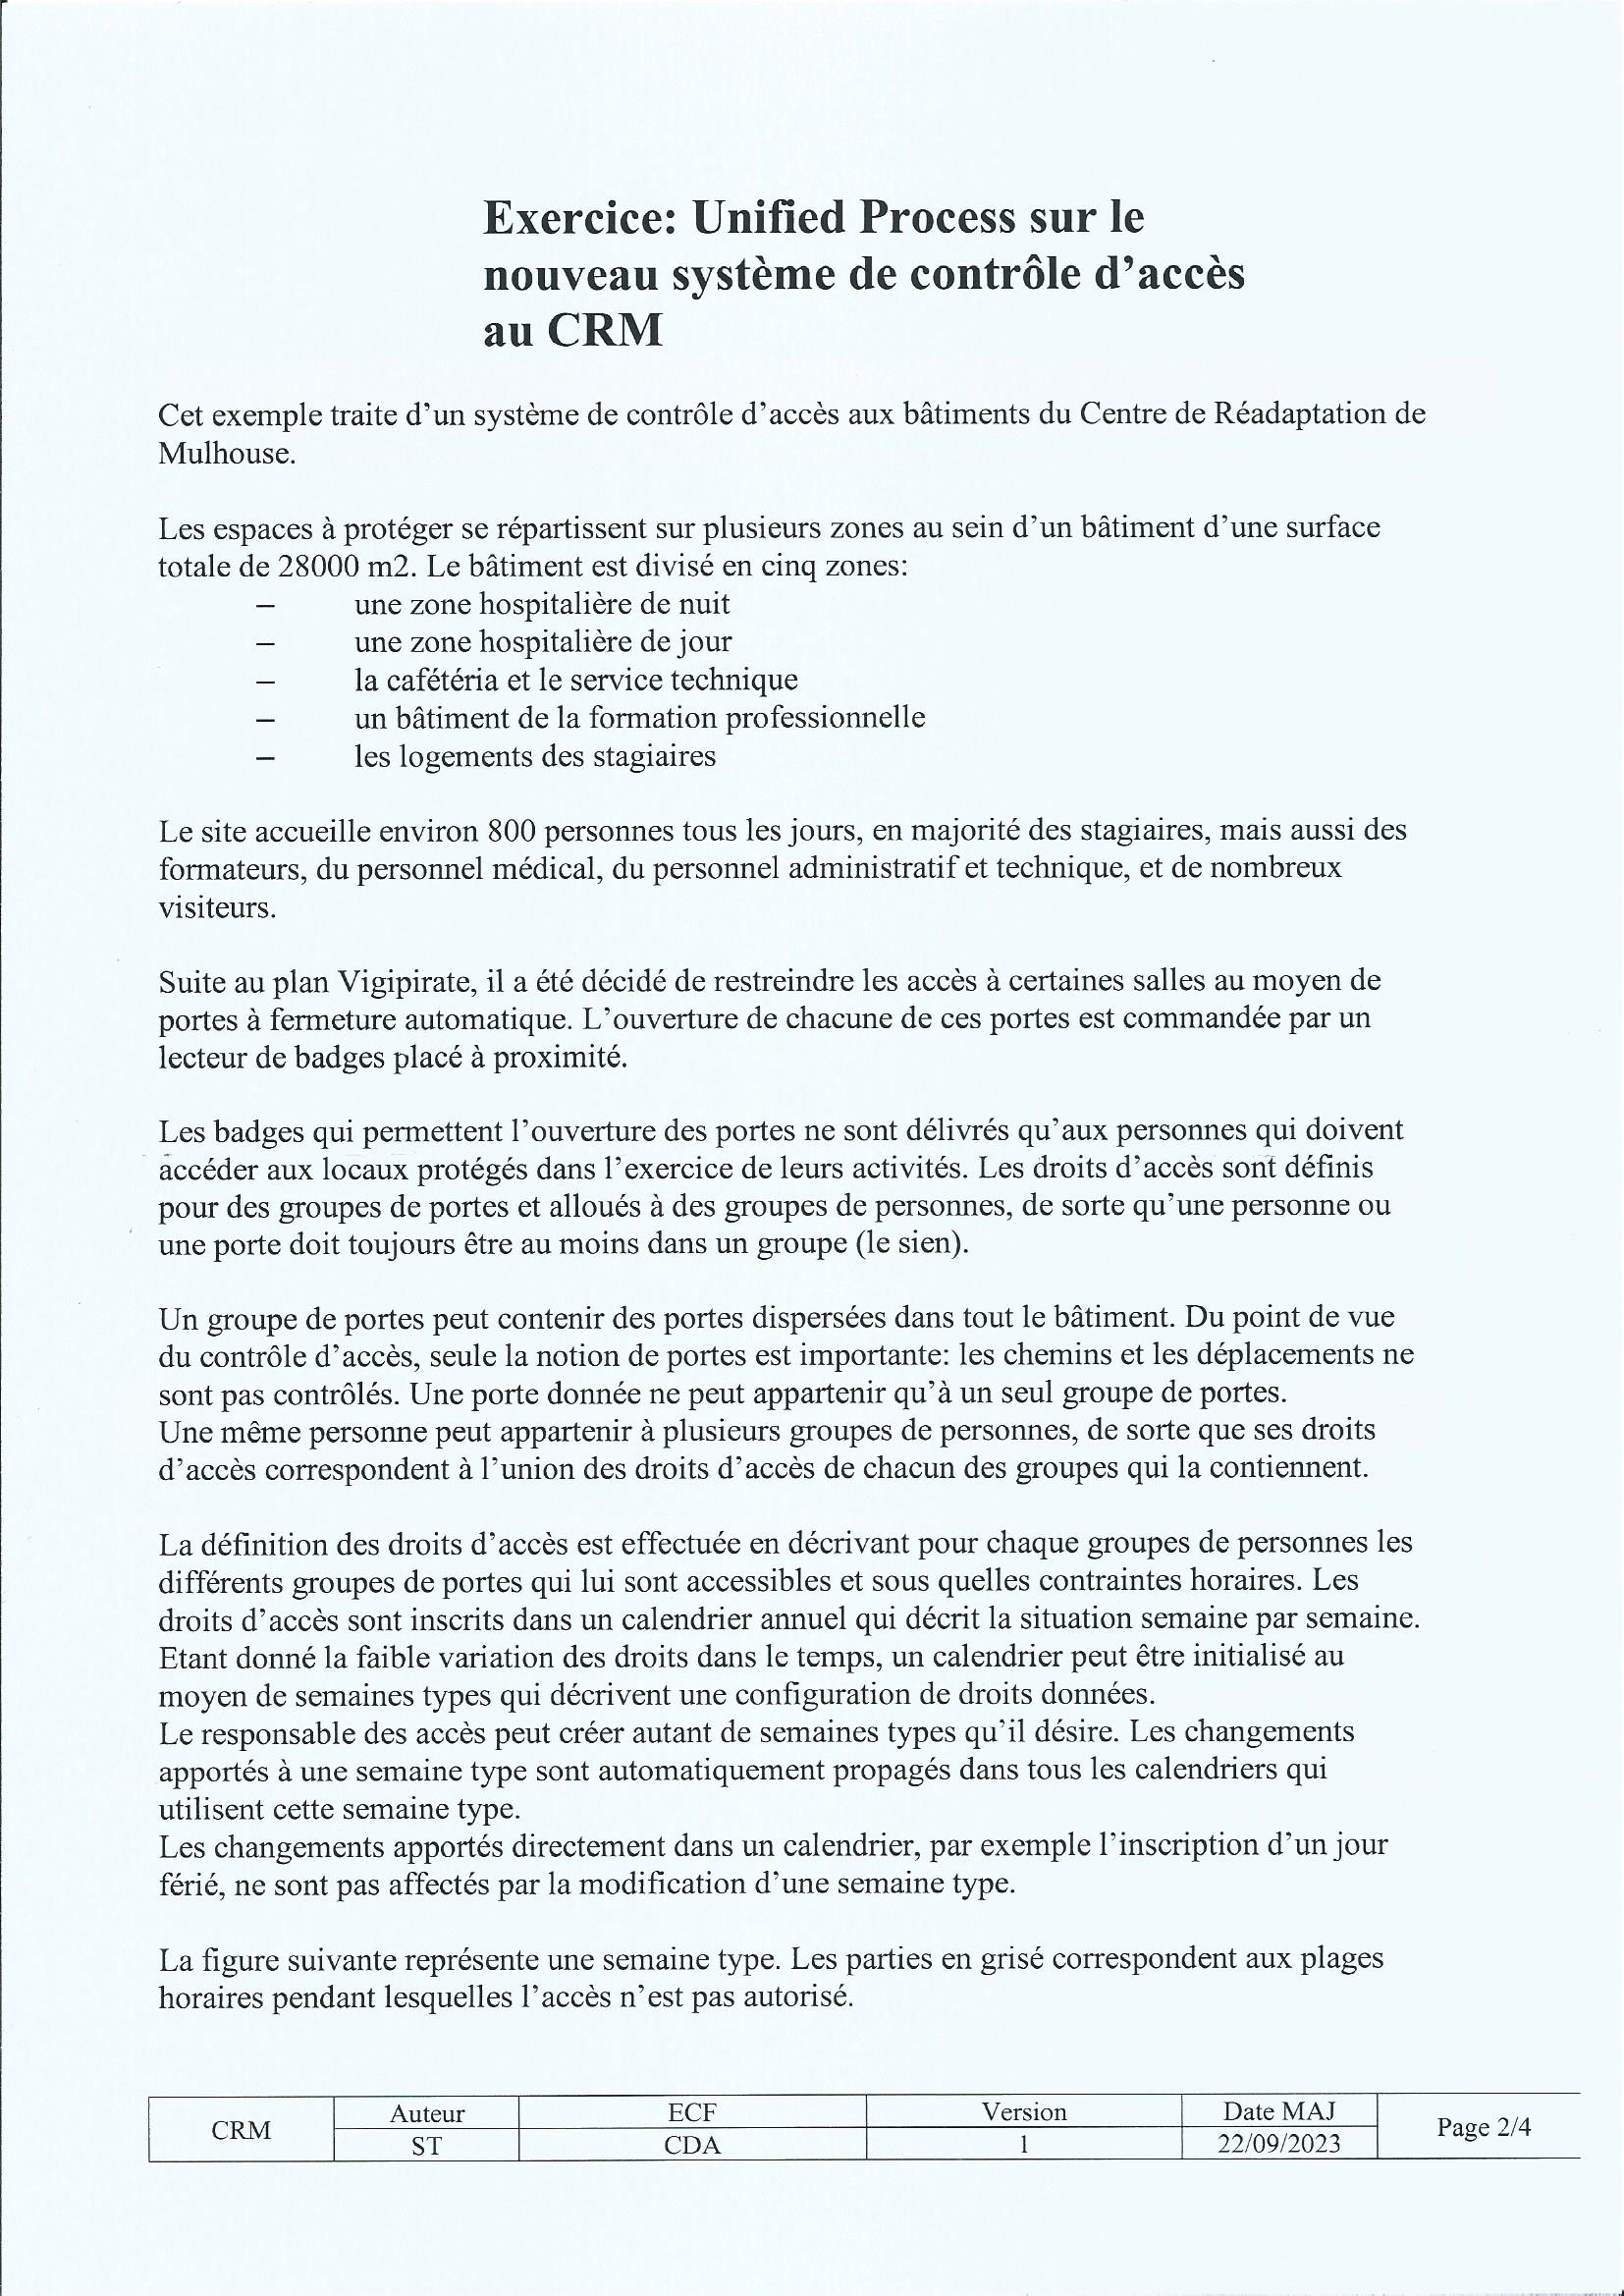 Exercice: Unified Process sur le
nouveau système de contrôle d'accès
au CRM
Cet exemple traite d'un système de contrôle d'accès aux bâtiments du Centre de Réadaptation de
Mulhouse.
Les espaces à protéger se répartissent sur plusieurs zones au sein d'un bâtiment d'une surface
totale de 28000 m2. Le bâtiment est divisé en cinq zones:
– une zone hospitalière de nuit
– une zone hospitalière de jour
– la cafétéria et le service technique
– un bâtiment de la formation professionnelle
– les logements des stagiaires
Le site accueille environ 800 personnes tous les jours, en majorité des stagiaires, mais aussi des
formateurs, du personnel médical, du personnel administratif et technique, et de nombreux
visiteurs.
Suite au plan Vigipirate, il a été décidé de restreindre les accès à certaines salles au moyen de
portes à fermeture automatique. L'ouverture de chacune de ces portes est commandée par un
lecteur de badges placé à proximité.
Les badges qui permettent l'ouverture des portes ne sont délivrés qu'aux personnes qui doivent
accéder aux locaux protégés dans l'exercice de leurs activités. Les droits d'accès sont définis
pour des groupes de portes et alloués à des groupes de personnes, de sorte qu'une personne ou
une porte doit toujours être au moins dans un groupe (le sien).
Un groupe de portes peut contenir des portes dispersées dans tout le bâtiment. Du point de vue
du contrôle d'accès, seule la notion de portes est importante: les chemins et les déplacements ne
sont pas contrôlés. Une porte donnée ne peut appartenir qu'à un seul groupe de portes.
Une même personne peut appartenir à plusieurs groupes de personnes, de sorte que ses droits
d'accès correspondent à l'union des droits d'accès de chacun des groupes qui la contiennent.
La définition des droits d'accès est effectuée en décrivant pour chaque groupes de personnes les
différents groupes de portes qui lui sont accessibles et sous quelles contraintes horaires. Les
droits d'accès sont inscrits dans un calendrier annuel qui décrit la situation semaine par semaine.
Etant donné la faible variation des droits dans le temps, un calendrier peut être initialisé au
moyen de semaines types qui décrivent une configuration de droits données.
Le responsable des accès peut créer autant de semaines types qu'il désire. Les changements
apportés à une semaine type sont automatiquement propagés dans tous les calendriers qui
utilisent cette semaine type.
Les changements apportés directement dans un calendrier, par exemple l'inscription d'un jour
férié, ne sont pas affectés par la modification d'une semaine type.
La figure suivante représente une semaine type. Les parties en grisé correspondent aux plages
horaires pendant lesquelles l'accès n'est pas autorisé.
CRM Auteur ECF Version Date MAJ Page 2/4
ST CDA 1 22/09/2023